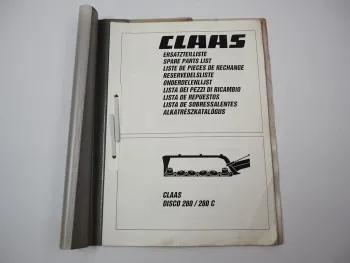 CLAAS
ERSATZTEILLISTE
SPARE PARTS LIST
LISTE DE PIECES DE RECHANGE
RESERVEDELSLISTE
ONDERDELENLIJST
LISTA DEI PEZZI DI RICAMBIO
LISTA DE REPUESTOS
LISTA DE SOBRESSALENTES
ALKATRÉSZKATALÓGUS
CLAAS
DISCO 260 / 260 C